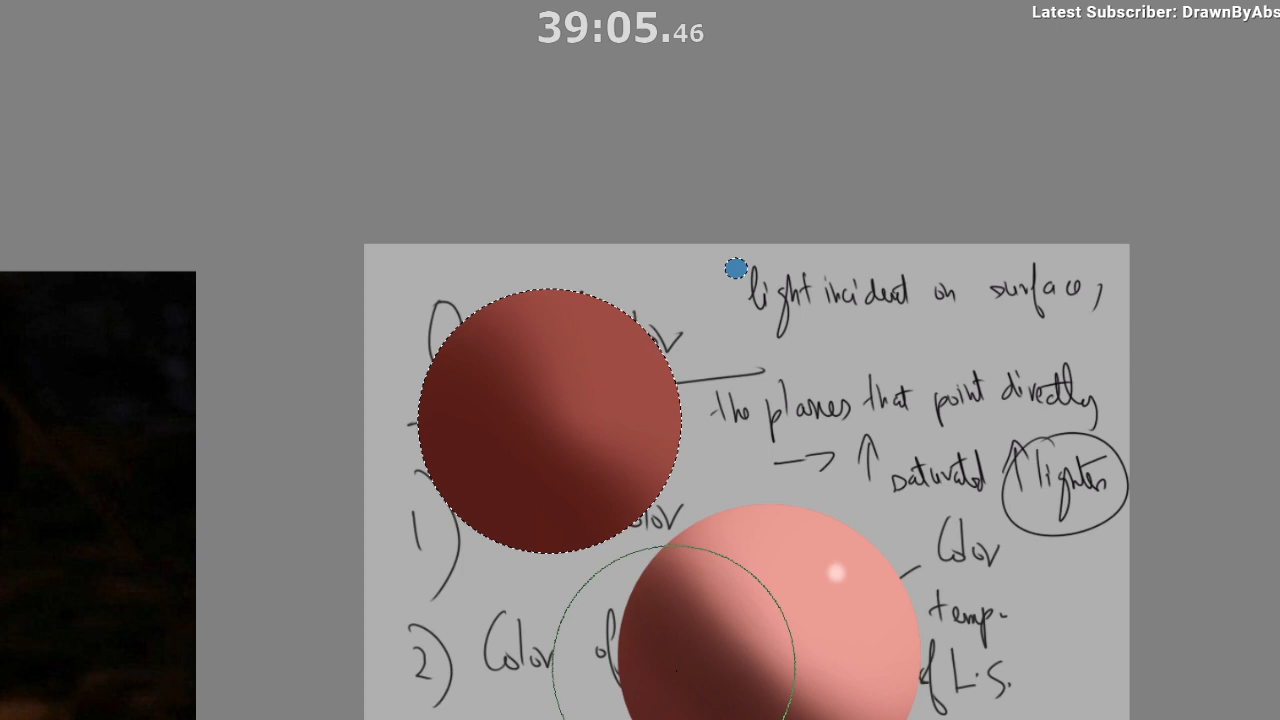 39:05.46
Latest Subscriber: DrawnByAbs
light incident on surface,
The planes that point directly
→ ↑ saturated ↑ lighter
1)
Color
2) Color of
temp.
of L.S.